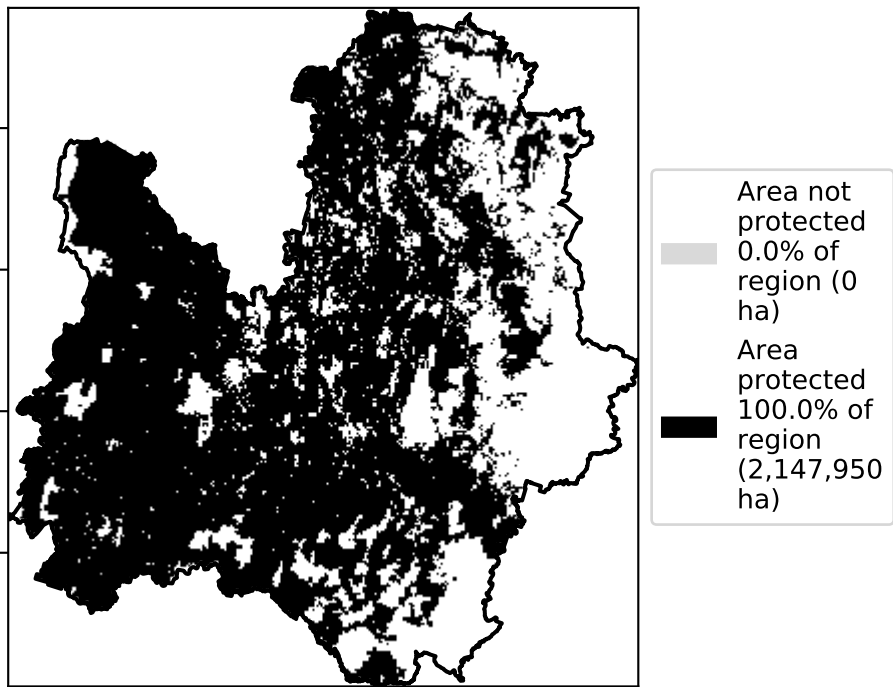 Area not
protected
0.0% of
region (0
ha)
Area
protected
100.0% of
region
(2,147,950
ha)